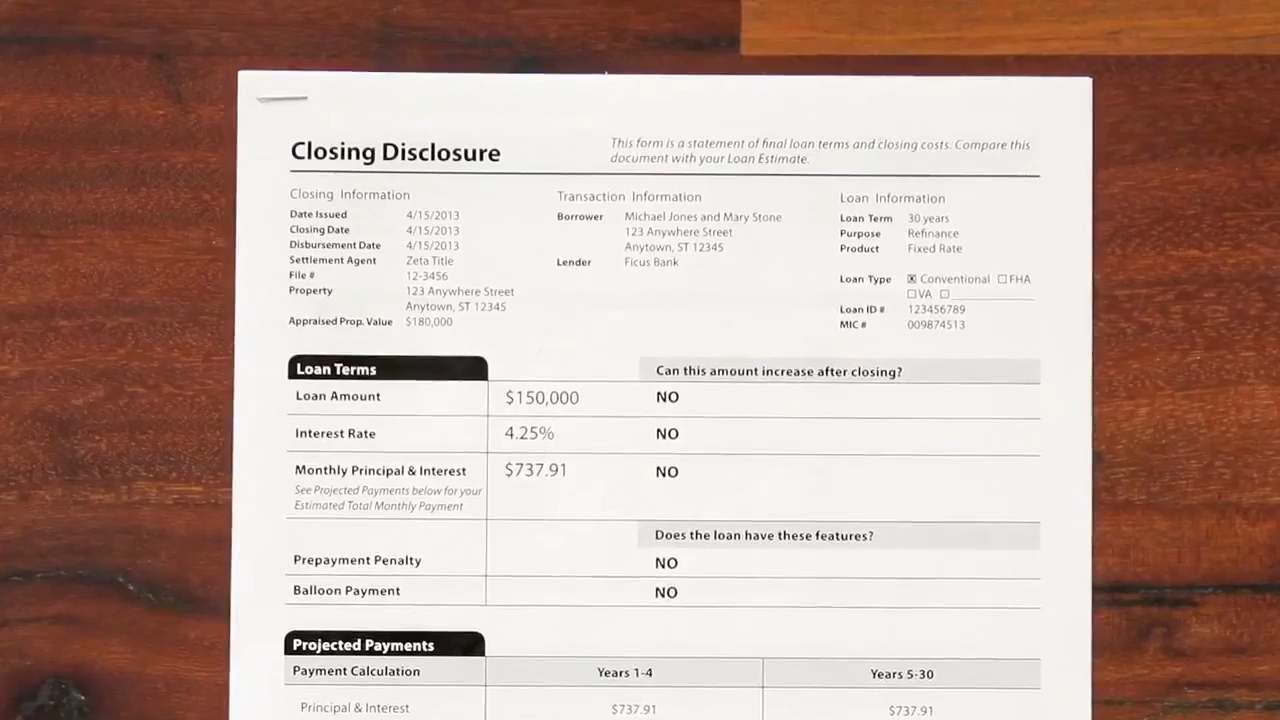 Closing Disclosure
This form is a statement of final loan terms and closing costs. Compare this
document with your Loan Estimate.
Closing Information
Date Issued 4/15/2013
Closing Date 4/15/2013
Disbursement Date 4/15/2013
Settlement Agent Zeta Title
File # 12-3456
Property 123 Anywhere Street
Anytown, ST 12345
Appraised Prop. Value $180,000
Transaction Information
Borrower Michael Jones and Mary Stone
123 Anywhere Street
Anytown, ST 12345
Lender Ficus Bank
Loan Information
Loan Term 30 years
Purpose Refinance
Product Fixed Rate
Loan Type ☒ Conventional ☐ FHA
☐ VA ☐ ____________
Loan ID # 123456789
MIC # 009874513
Loan Terms Can this amount increase after closing?
Loan Amount $150,000 NO
Interest Rate 4.25% NO
Monthly Principal & Interest $737.91 NO
See Projected Payments below for your
Estimated Total Monthly Payment
Does the loan have these features?
Prepayment Penalty NO
Balloon Payment NO
Projected Payments
Payment Calculation Years 1-4 Years 5-30
Principal & Interest $737.91 $737.91